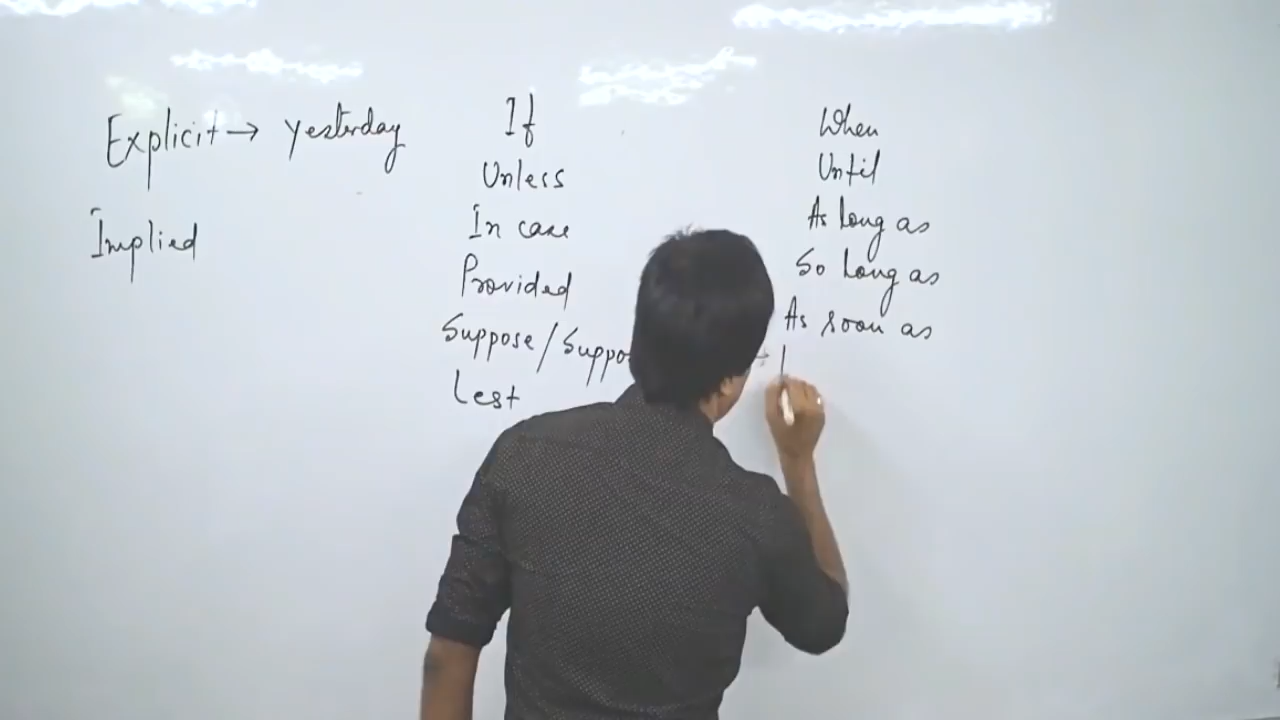 Explicit → yesterday
Implied
If
Unless
In case
Provided
Suppose /
Lest
When
Until
As long as
So long as
As soon as